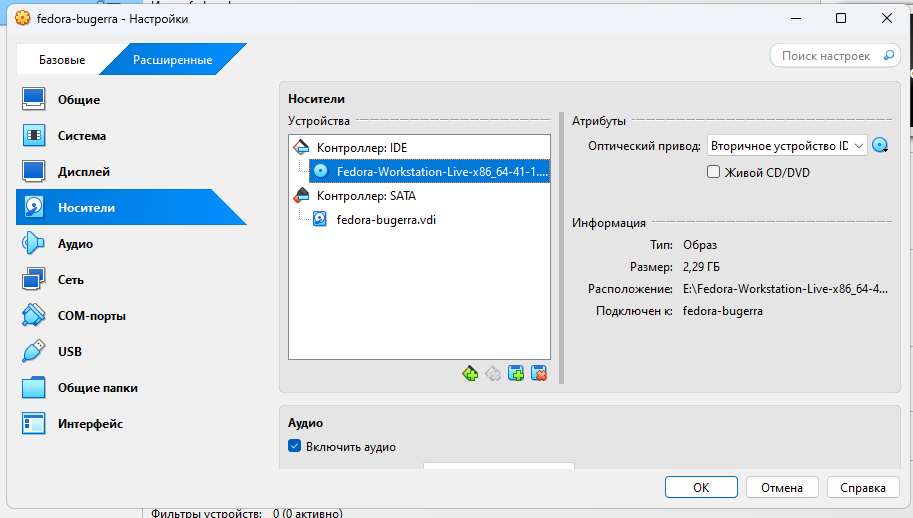 fedora-bugerra - Настройки
Базовые
Расширенные
Поиск настроек
Общие
Система
Дисплей
Носители
Аудио
Сеть
COM-порты
USB
Общие папки
Интерфейс
Носители
Устройства
Контроллер: IDE
Fedora-Workstation-Live-x86_64-41-1....
Контроллер: SATA
fedora-bugerra.vdi
Атрибуты
Оптический привод: Вторичное устройство ID
Живой CD/DVD
Информация
Тип: Образ
Размер: 2,29 ГБ
Расположение: E:\Fedora-Workstation-Live-x86_64-4...
Подключен к: fedora-bugerra
Аудио
Включить аудио
OK
Отмена
Справка
Фильтры устройств: 0 (0 активно)